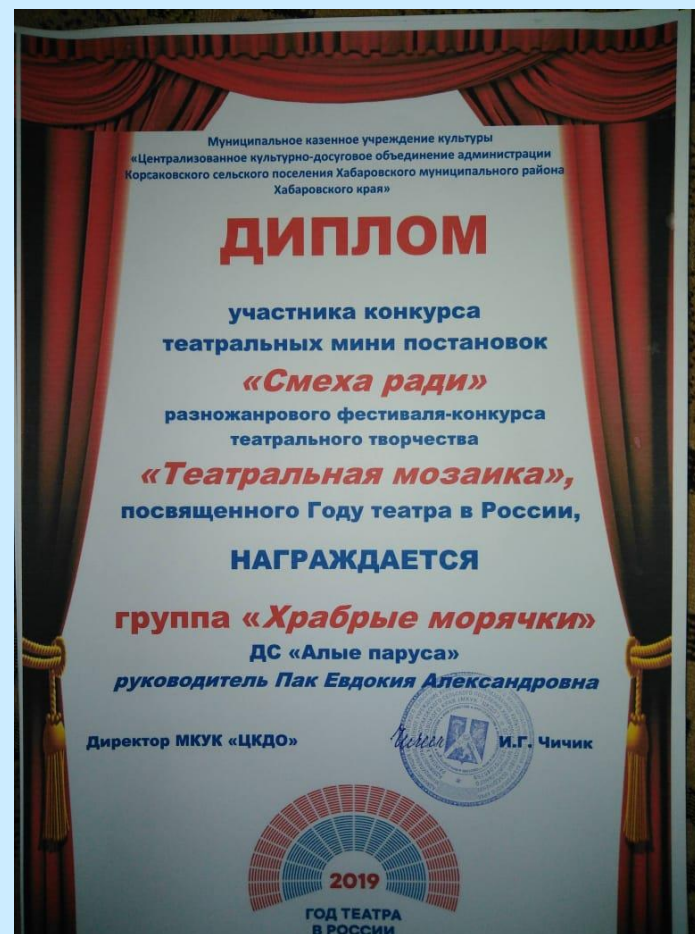 Муниципальное казенное учреждение культуры
«Централизованное культурно-досуговое объединение администрации
Корсаковского сельского поселения Хабаровского муниципального района
Хабаровского края»
ДИПЛОМ
участника конкурса
театральных мини постановок
«Смеха ради»
разножанрового фестиваля-конкурса
театрального творчества
«Театральная мозаика»,
посвященного Году театра в России,
НАГРАЖДАЕТСЯ
группа «Храбрые морячки»
ДС «Алые паруса»
руководитель Пак Евдокия Александровна
Директор МКУК «ЦКДО» И.Г. Чичик
2019
ГОД ТЕАТРА
В РОССИИ